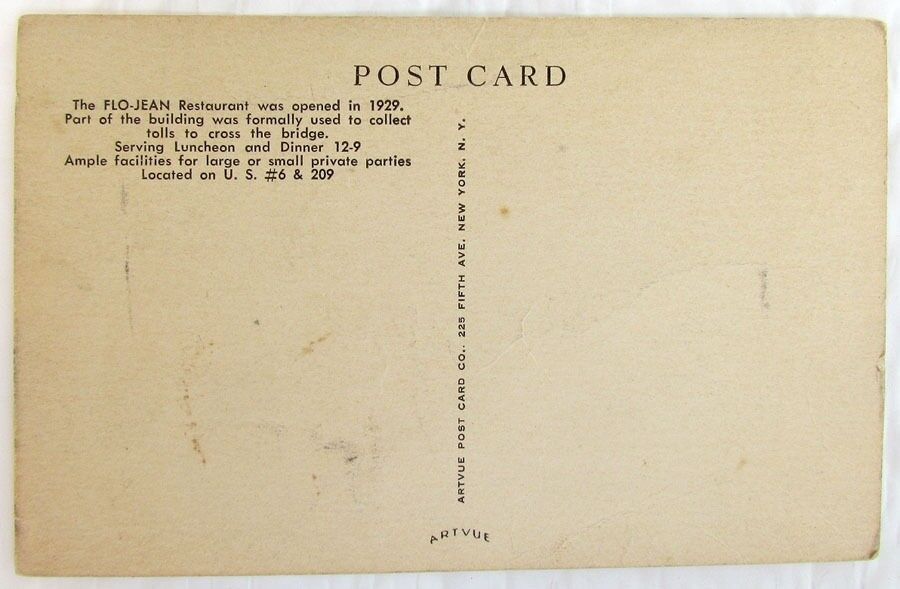 POST CARD
The FLO-JEAN Restaurant was opened in 1929.
Part of the building was formally used to collect
tolls to cross the bridge.
Serving Luncheon and Dinner 12-9
Ample facilities for large or small private parties
Located on U. S. #6 & 209
ARTVUE POST CARD CO., 225 FIFTH AVE, NEW YORK, N. Y.
ARTVUE